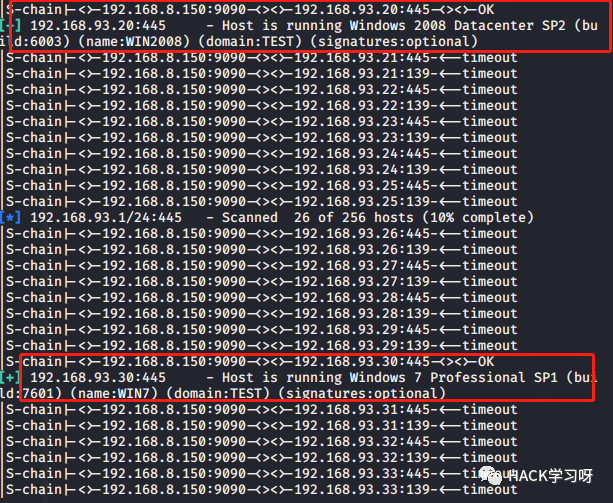 |S-chain|-<>-192.168.8.150:9090-<><>-192.168.93.20:445-<><>-OK
[+] 192.168.93.20:445    - Host is running Windows 2008 Datacenter SP2 (bu
ild:6003) (name:WIN2008) (domain:TEST) (signatures:optional)
|S-chain|-<>-192.168.8.150:9090-<><>-192.168.93.21:445-<--timeout
|S-chain|-<>-192.168.8.150:9090-<><>-192.168.93.21:139-<--timeout
|S-chain|-<>-192.168.8.150:9090-<><>-192.168.93.22:445-<--timeout
|S-chain|-<>-192.168.8.150:9090-<><>-192.168.93.22:139-<--timeout
|S-chain|-<>-192.168.8.150:9090-<><>-192.168.93.23:445-<--timeout
|S-chain|-<>-192.168.8.150:9090-<><>-192.168.93.23:139-<--timeout
|S-chain|-<>-192.168.8.150:9090-<><>-192.168.93.24:445-<--timeout
|S-chain|-<>-192.168.8.150:9090-<><>-192.168.93.24:139-<--timeout
|S-chain|-<>-192.168.8.150:9090-<><>-192.168.93.25:445-<--timeout
|S-chain|-<>-192.168.8.150:9090-<><>-192.168.93.25:139-<--timeout
[*] 192.168.93.1/24:445   - Scanned  26 of 256 hosts (10% complete)
|S-chain|-<>-192.168.8.150:9090-<><>-192.168.93.26:445-<--timeout
|S-chain|-<>-192.168.8.150:9090-<><>-192.168.93.26:139-<--timeout
|S-chain|-<>-192.168.8.150:9090-<><>-192.168.93.27:445-<--timeout
|S-chain|-<>-192.168.8.150:9090-<><>-192.168.93.27:139-<--timeout
|S-chain|-<>-192.168.8.150:9090-<><>-192.168.93.28:445-<--timeout
|S-chain|-<>-192.168.8.150:9090-<><>-192.168.93.28:139-<--timeout
|S-chain|-<>-192.168.8.150:9090-<><>-192.168.93.29:445-<--timeout
|S-chain|-<>-192.168.8.150:9090-<><>-192.168.93.29:139-<--timeout
|S-chain|-<>-192.168.8.150:9090-<><>-192.168.93.30:445-<><>-OK
[+] 192.168.93.30:445    - Host is running Windows 7 Professional SP1 (bui
ld:7601) (name:WIN7) (domain:TEST) (signatures:optional)
|S-chain|-<>-192.168.8.150:9090-<><>-192.168.93.31:445-<--timeout
|S-chain|-<>-192.168.8.150:9090-<><>-192.168.93.31:139-<--timeout
|S-chain|-<>-192.168.8.150:9090-<><>-192.168.93.32:445-<--timeout
|S-chain|-<>-192.168.8.150:9090-<><>-192.168.93.32:139-<--timeout
|S-chain|-<>-192.168.8.150:9090-<><>-192.168.93.33:445-<--timeout
|S-chain|-<>-192.168.8.150:9090-<><>-192.168.93.33:139-<--timeout
HACK学习呀